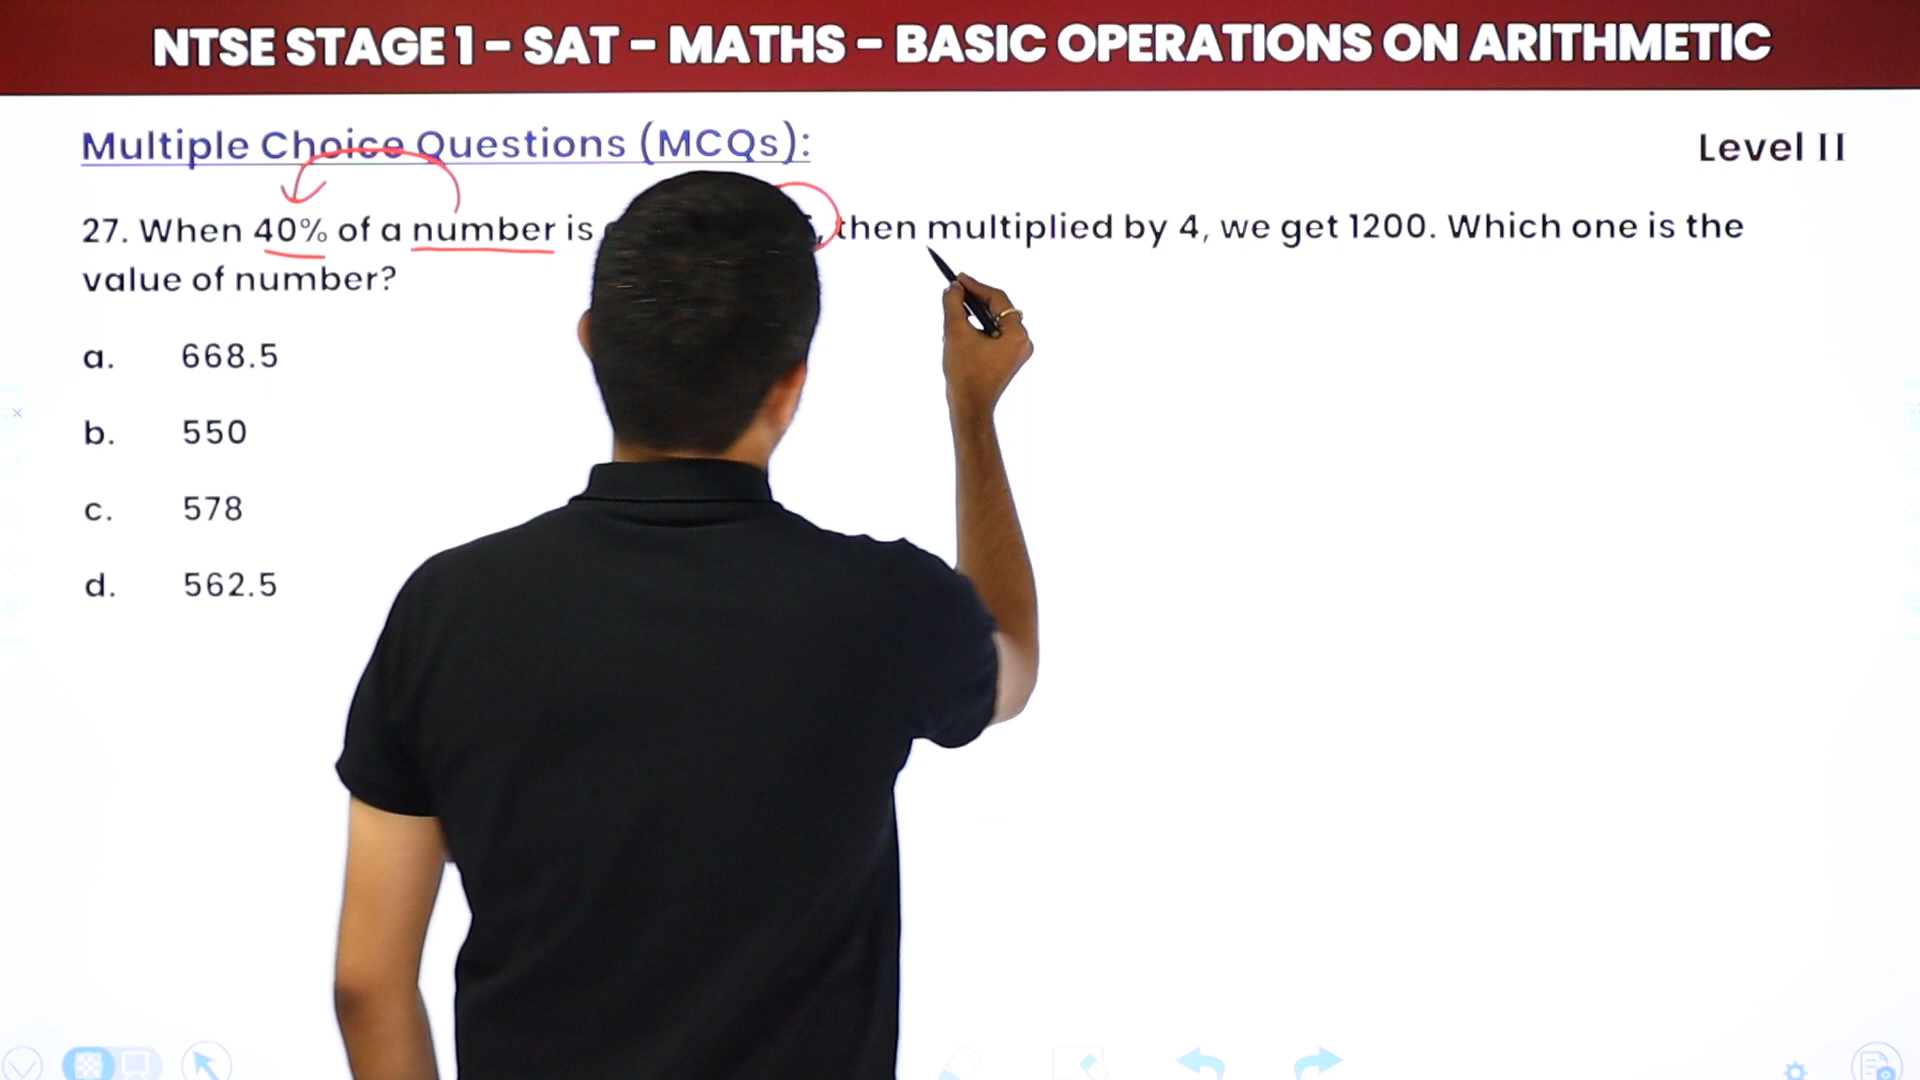 NTSE STAGE 1 - SAT - MATHS - BASIC OPERATIONS ON ARITHMETIC
Multiple Choice Questions (MCQs):
Level II
27. When 40% of a number is , then multiplied by 4, we get 1200. Which one is the
value of number?
a. 668.5
b. 550
c. 578
d. 562.5